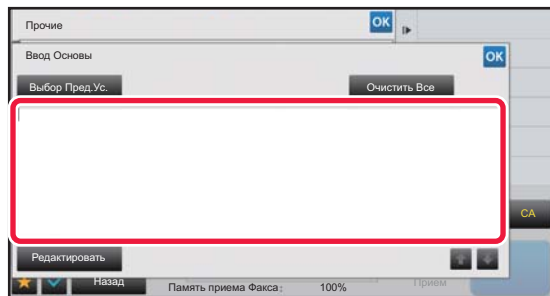 Прочие
OK
Ввод Основы
OK
Выбор Пред.Ус.
Очистить Все
CA
Редактировать
Назад
Память приема Факса:
100%
Прием